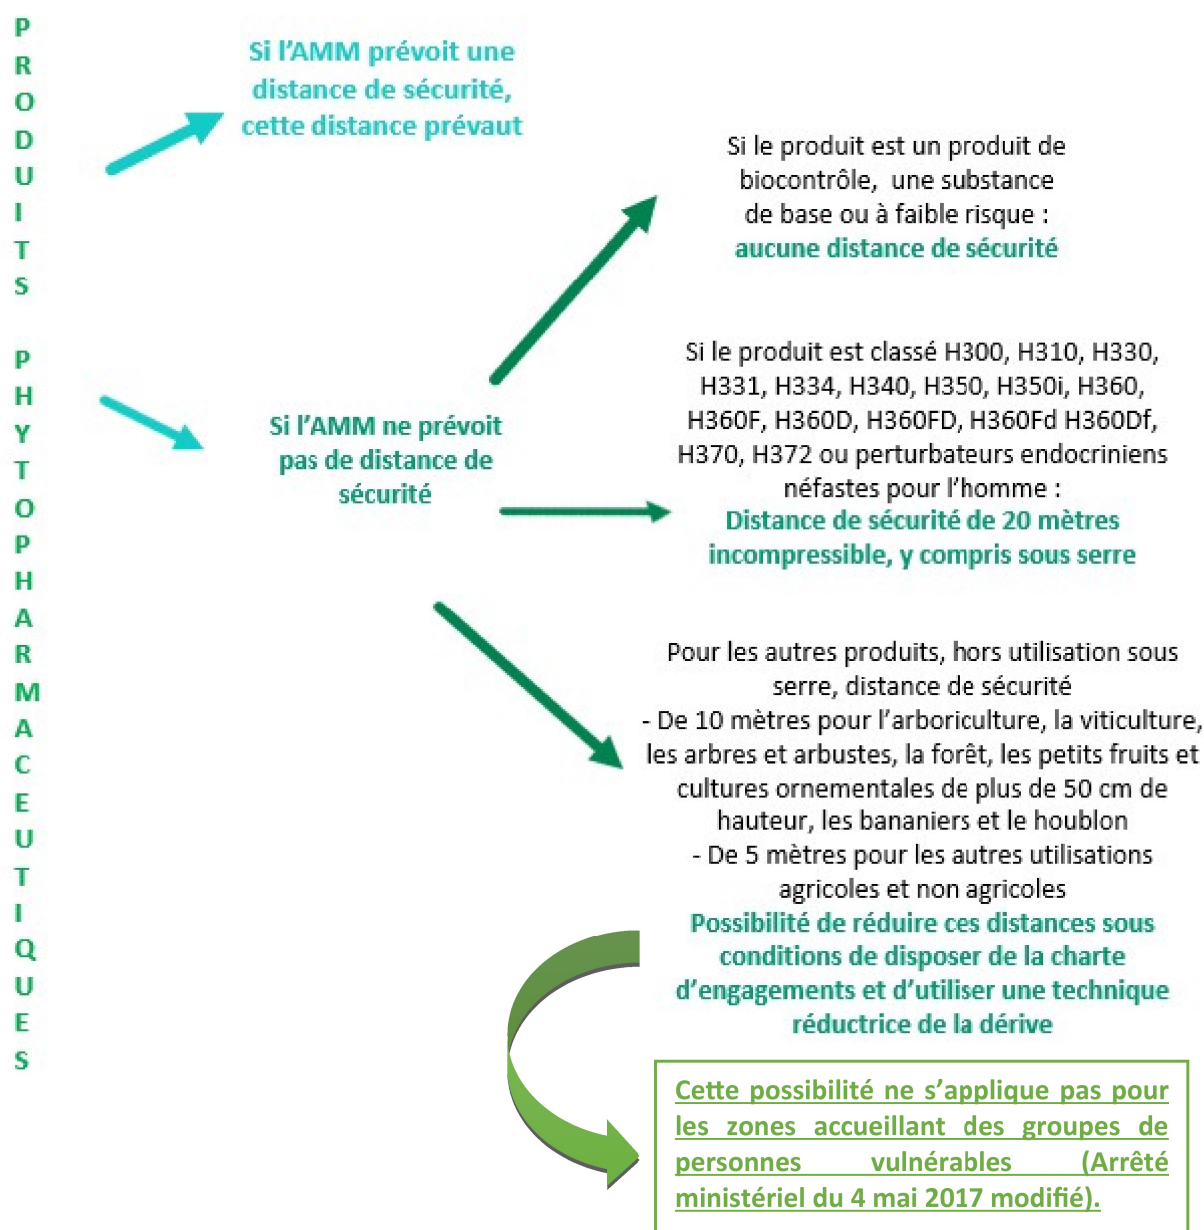 PRODUITS PHYTOPHARMACEUTIQUES
Si l'AMM prévoit une
distance de sécurité,
cette distance prévaut
Si l'AMM ne prévoit
pas de distance de
sécurité
Si le produit est un produit de
biocontrôle, une substance
de base ou à faible risque :
aucune distance de sécurité
Si le produit est classé H300, H310, H330,
H331, H334, H340, H350, H350i, H360,
H360F, H360D, H360FD, H360Fd H360Df,
H370, H372 ou perturbateurs endocriniens
néfastes pour l'homme :
Distance de sécurité de 20 mètres
incompressible, y compris sous serre
Pour les autres produits, hors utilisation sous
serre, distance de sécurité
- De 10 mètres pour l'arboriculture, la viticulture,
les arbres et arbustes, la forêt, les petits fruits et
cultures ornementales de plus de 50 cm de
hauteur, les bananiers et le houblon
- De 5 mètres pour les autres utilisations
agricoles et non agricoles
Possibilité de réduire ces distances sous
conditions de disposer de la charte
d'engagements et d'utiliser une technique
réductrice de la dérive
Cette possibilité ne s'applique pas pour
les zones accueillant des groupes de
personnes vulnérables (Arrêté
ministériel du 4 mai 2017 modifié).